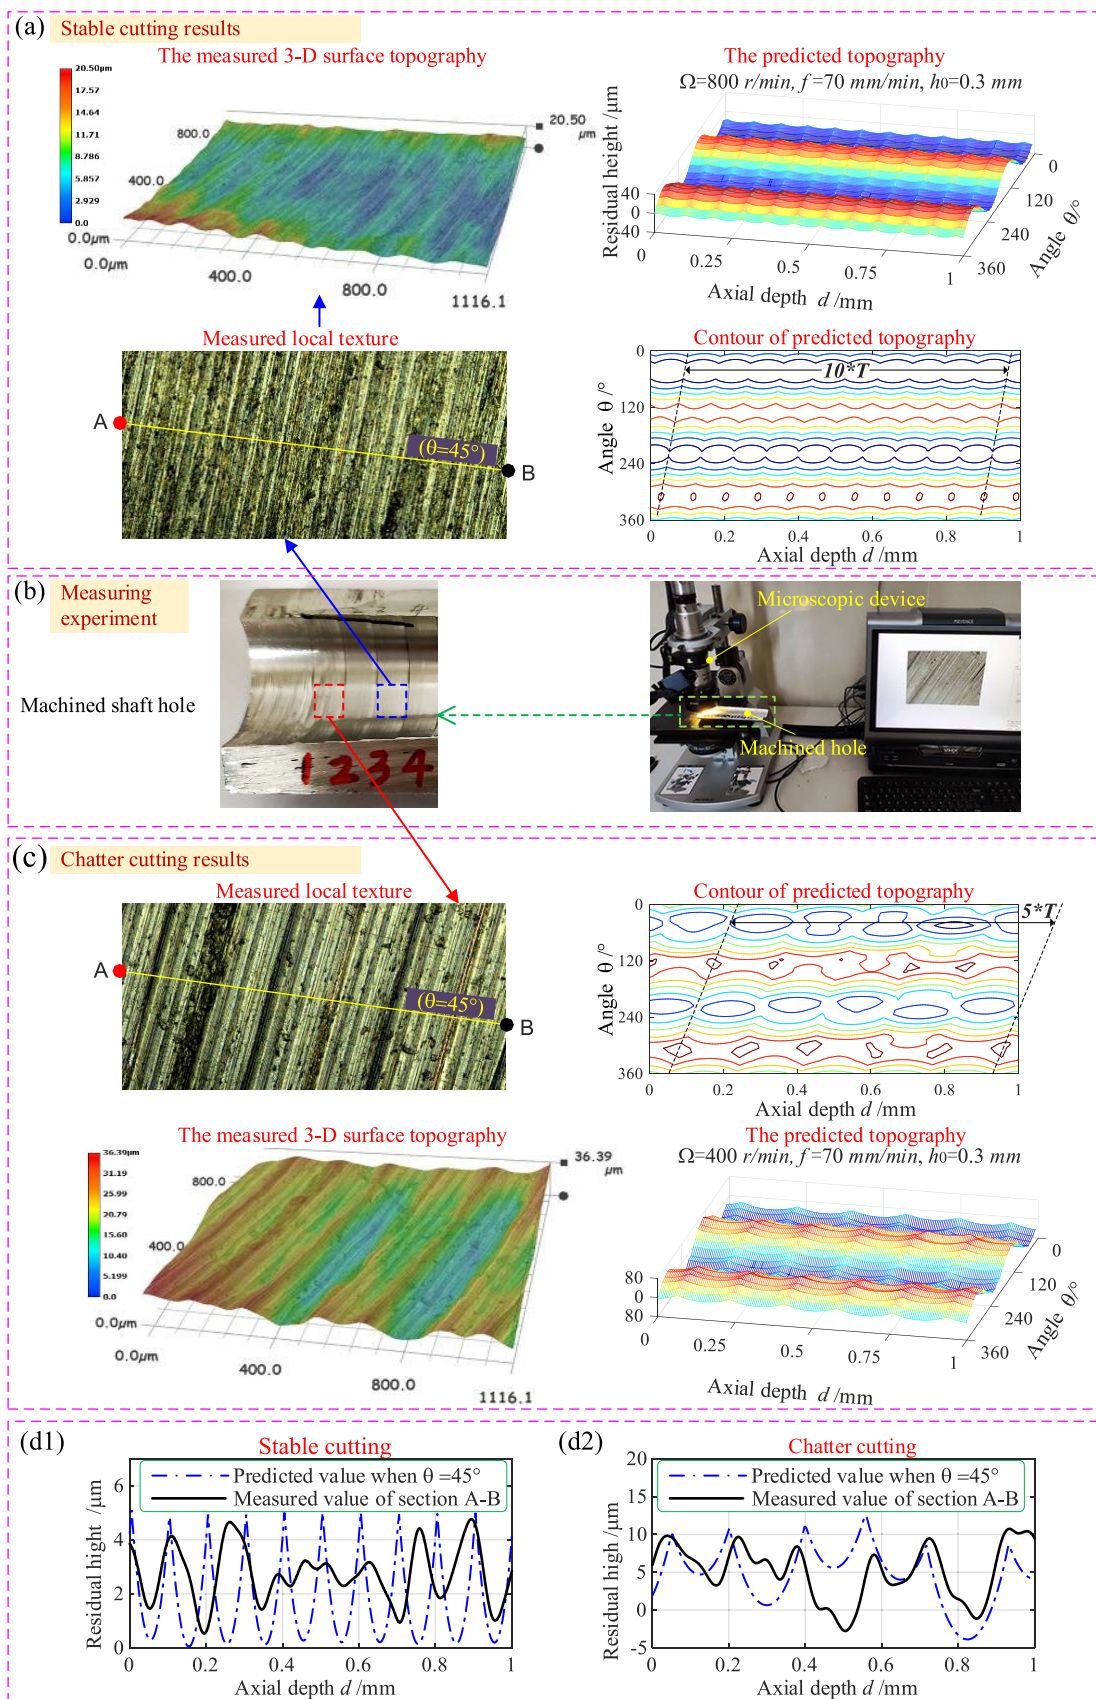 (a) Stable cutting results
The measured 3-D surface topography
20.50μm
17.64
14.64
11.71
8.786
5.857
2.929
0.0
800.0
400.0
0.0μm
0.0μm
400.0
800.0
1116.1
20.50
μm
The predicted topography
Ω=800 r/min, f =70 mm/min, h0=0.3 mm
Residual height /μm
40
0
-40
0
0.25
0.5
0.75
1
Axial depth d /mm
0
120
240
360
Angle θ/°
Measured local texture
A
(θ=45°)
B
Contour of predicted topography
10*T
Angle θ /°
0
120
240
360
0 0.2 0.4 0.6 0.8 1
Axial depth d /mm
(b) Measuring
experiment
Machined shaft hole
1 2 3 4
Microscopic device
Machined hole
KEYENCE
(c) Chatter cutting results
Measured local texture
A
(θ=45°)
B
Contour of predicted topography
5*T
Angle θ /°
0
120
240
360
0 0.2 0.4 0.6 0.8 1
Axial depth d /mm
The measured 3-D surface topography
36.39μm
31.19
25.99
20.79
15.60
10.40
5.199
0.0
800.0
400.0
0.0μm
0.0μm
400.0
800.0
1116.1
36.39
μm
The predicted topography
Ω=400 r/min, f =70 mm/min, h0=0.3 mm
80
0
80
0
0.25
0.5
0.75
1
Axial depth d /mm
0
120
240
360
Angle θ/°
(d1) Stable cutting
Predicted value when θ =45°
Measured value of section A-B
Residual hight /μm
6
4
2
0
0 0.2 0.4 0.6 0.8 1
Axial depth d /mm
(d2) Chatter cutting
Predicted value when θ =45°
Measured value of section A-B
Residual high /μm
20
15
10
5
0
-5
0 0.2 0.4 0.6 0.8 1
Axial depth d /mm